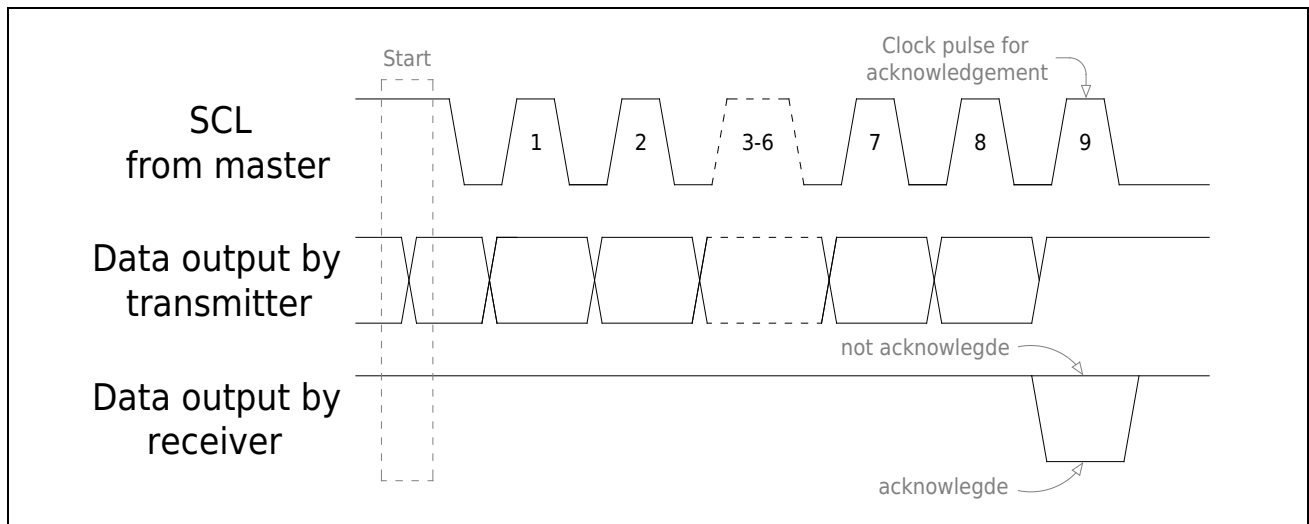 Start
Clock pulse for
acknowledgement
SCL
from master
1
2
3-6
7
8
9
Data output by
transmitter
not acknowlegde
Data output by
receiver
acknowlegde